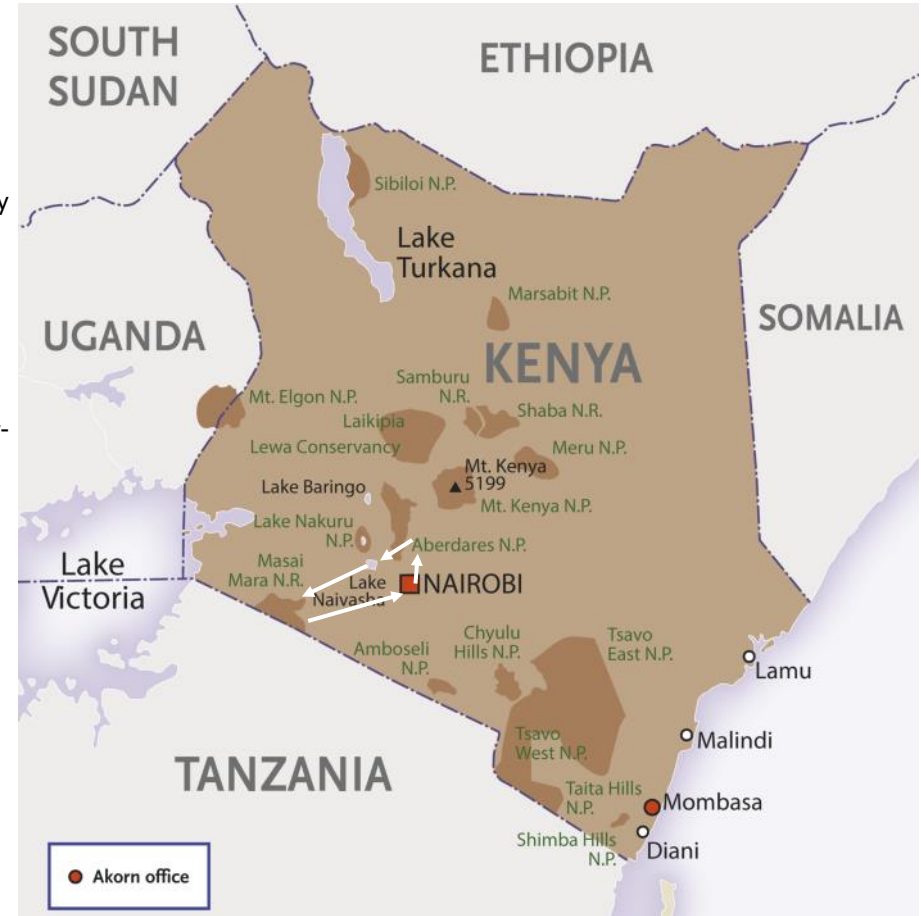 SOUTH
SUDAN
ETHIOPIA
y
Sibiloi N.P.
Lake
Turkana
Marsabit N.P.
SOMALIA
UGANDA
KENYA
Samburu
N.R.
Mt. Elgon N.P.
Shaba N.R.
Laikipia
-
Lewa Conservancy
Meru N.P.
Mt. Kenya
5199
Lake Baringo
Mt. Kenya N.P.
Lake Nakuru
N.P.
Aberdares N.P.
Lake
Victoria
Masai
Mara N.R.
Lake
Naivasha
NAIROBI
Amboseli
N.P.
Chyulu
Hills N.P.
Tsavo
East N.P.
Lamu
Malindi
Tsavo
West N.P.
TANZANIA
Taita Hills
N.P.
Mombasa
Shimba Hills
N.P.
Diani
Akorn office